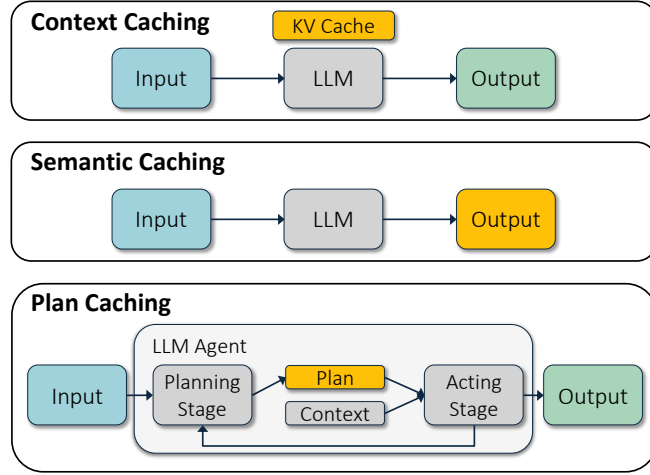 Context Caching
KV Cache
Input
LLM
Output
Semantic Caching
Input
LLM
Output
Plan Caching
LLM Agent
Input
Planning
Stage
Plan
Context
Acting
Stage
Output